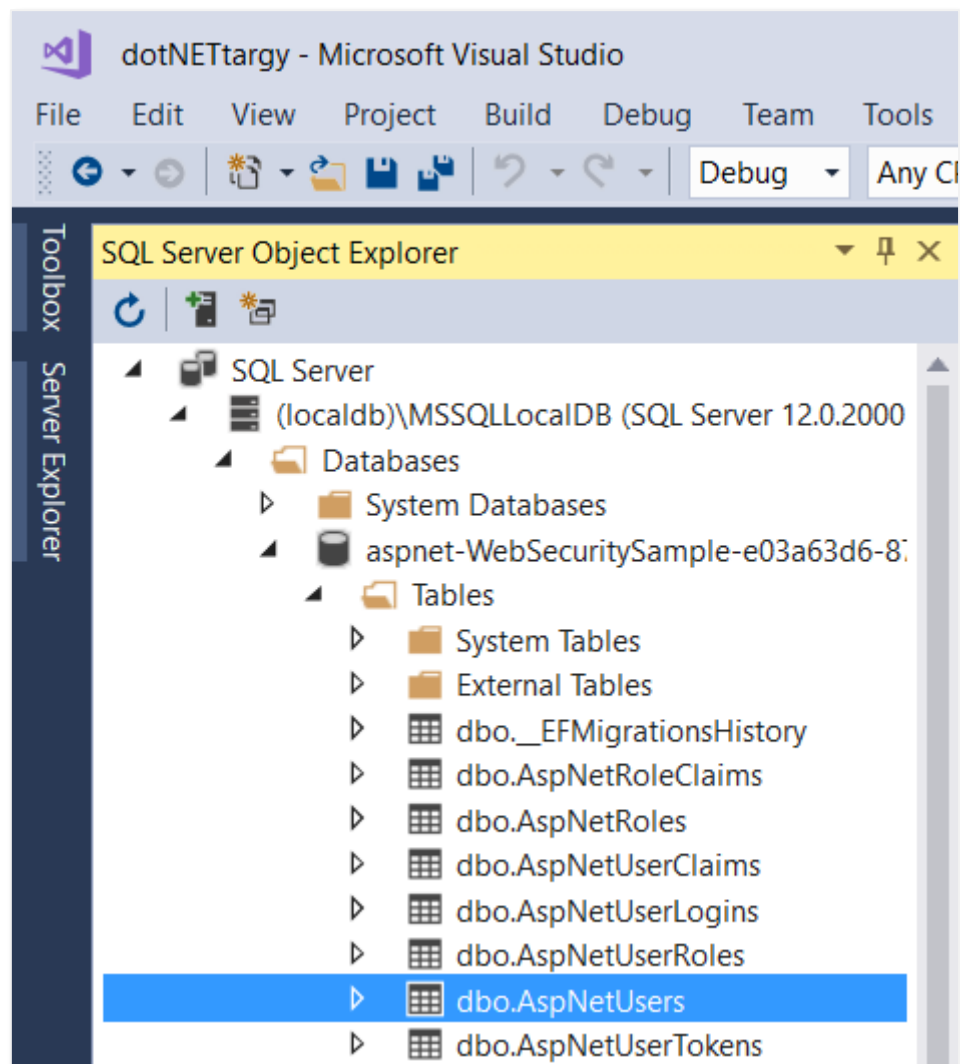 dotNETtargy - Microsoft Visual Studio
File Edit View Project Build Debug Team Tools
Debug Any
Toolbox
Server Explorer
SQL Server Object Explorer
SQL Server
(localdb)\MSSQLLocalDB (SQL Server 12.0.2000
Databases
System Databases
aspnet-WebSecuritySample-e03a63d6-8
Tables
System Tables
External Tables
dbo.__EFMigrationsHistory
dbo.AspNetRoleClaims
dbo.AspNetRoles
dbo.AspNetUserClaims
dbo.AspNetUserLogins
dbo.AspNetUserRoles
dbo.AspNetUsers
dbo.AspNetUserTokens